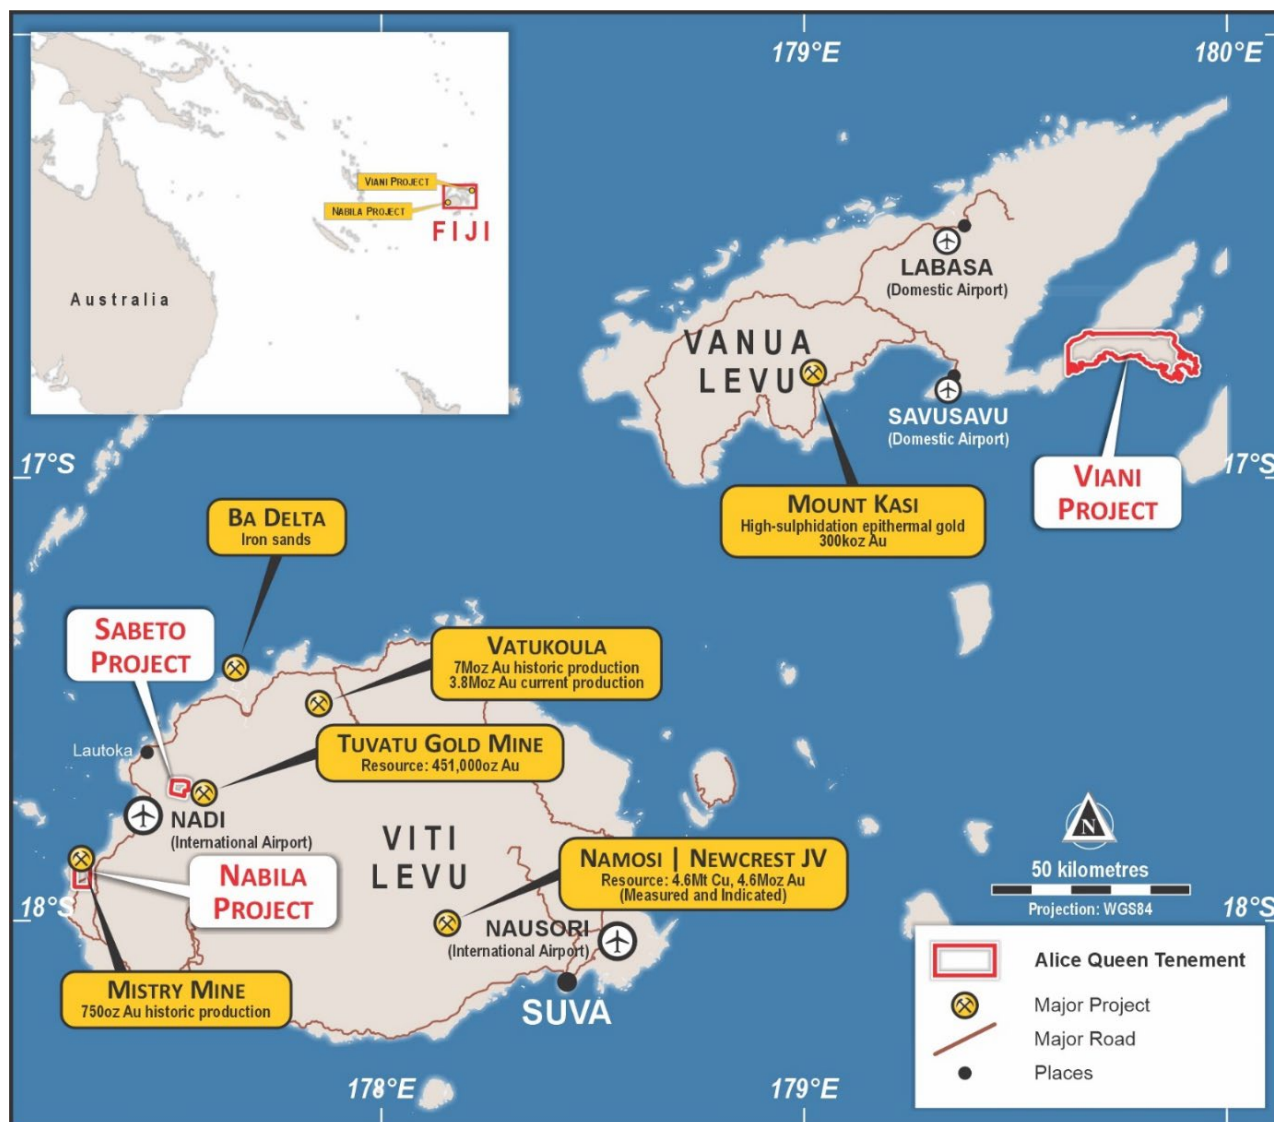 179°E
180°E
VIANI PROJECT
NABILA PROJECT
FIJI
Australia
LABASA
(Domestic Airport)
VANUA
LEVU
SAVUSAVU
(Domestic Airport)
17°S
17°S
VIANI
PROJECT
MOUNT KASI
High-sulphidation epithermal gold
300koz Au
BA DELTA
Iron sands
SABETO
PROJECT
VATUKOULA
7Moz Au historic production
3.8Moz Au current production
Lautoka
TUVATU GOLD MINE
Resource: 451,000oz Au
NADI
(International Airport)
VITI
LEVU
NABILA
PROJECT
NAMOSI | NEWCREST JV
Resource: 4.6Mt Cu, 4.6Moz Au
(Measured and Indicated)
NAUSORI
(International Airport)
MISTRY MINE
750oz Au historic production
SUVA
N
50 kilometres
Projection: WGS84
18°S
18°S
Alice Queen Tenement
Major Project
Major Road
Places
178°E
179°E